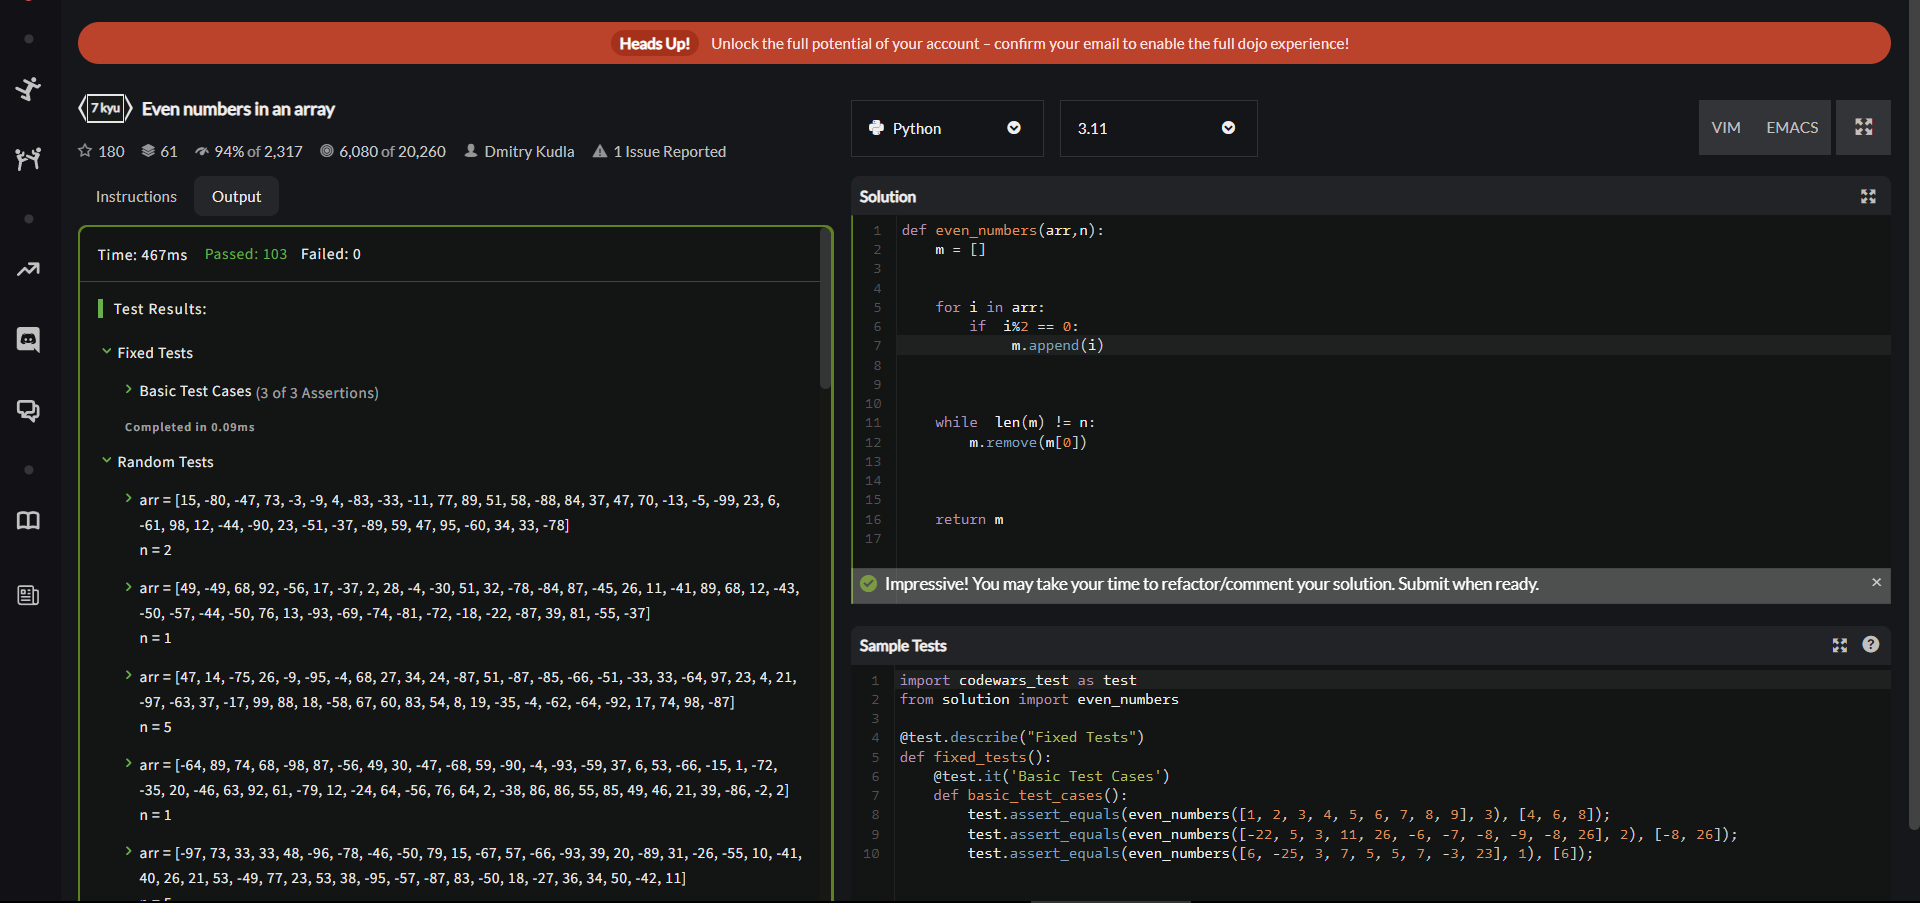 Heads Up! Unlock the full potential of your account – confirm your email to enable the full dojo experience!
7 kyu Even numbers in an array
180 61 94% of 2,317 6,080 of 20,260 Dmitry Kudla 1 Issue Reported
Instructions Output
Time: 467ms Passed: 103 Failed: 0
Test Results:
Fixed Tests
Basic Test Cases (3 of 3 Assertions)
Completed in 0.09ms
Random Tests
arr = [15, -80, -47, 73, -3, -9, 4, -83, -33, -11, 77, 89, 51, 58, -88, 84, 37, 47, 70, -13, -5, -99, 23, 6,
-61, 98, 12, -44, -90, 23, -51, -37, -89, 59, 47, 95, -60, 34, 33, -78]
n = 2
arr = [49, -49, 68, 92, -56, 17, -37, 2, 28, -4, -30, 51, 32, -78, -84, 87, -45, 26, 11, -41, 89, 68, 12, -43,
-50, -57, -44, -50, 76, 13, -93, -69, -74, -81, -72, -18, -22, -87, 39, 81, -55, -37]
n = 1
arr = [47, 14, -75, 26, -9, -95, -4, 68, 27, 34, 24, -87, 51, -87, -85, -66, -51, -33, 33, -64, 97, 23, 4, 21,
-97, -63, 37, -17, 99, 88, 18, -58, 67, 60, 83, 54, 8, 19, -35, -4, -62, -64, -92, 17, 74, 98, -87]
n = 5
arr = [-64, 89, 74, 68, -98, 87, -56, 49, 30, -47, -68, 59, -90, -4, -93, -59, 37, 6, 53, -66, -15, 1, -72,
-35, 20, -46, 63, 92, 61, -79, 12, -24, 64, -56, 76, 64, 2, -38, 86, 86, 55, 85, 49, 46, 21, 39, -86, -2, 2]
n = 1
arr = [-97, 73, 33, 33, 48, -96, -78, -46, -50, 79, 15, -67, 57, -66, -93, 39, 20, -89, 31, -26, -55, 10, -41,
40, 26, 21, 53, -49, 77, 23, 53, 38, -95, -57, -87, 83, -50, 18, -27, 36, 34, 50, -42, 11]
Python 3.11 VIM EMACS
Solution
1 def even_numbers(arr,n):
2 m = []
3
4
5 for i in arr:
6 if  i%2 == 0:
7 m.append(i)
8
9
10
11 while  len(m) != n:
12 m.remove(m[0])
13
14
15
16 return m
17
Impressive! You may take your time to refactor/comment your solution. Submit when ready. ×
Sample Tests ?
1 import codewars_test as test
2 from solution import even_numbers
3
4 @test.describe("Fixed Tests")
5 def fixed_tests():
6 @test.it('Basic Test Cases')
7 def basic_test_cases():
8 test.assert_equals(even_numbers([1, 2, 3, 4, 5, 6, 7, 8, 9], 3), [4, 6, 8]);
9 test.assert_equals(even_numbers([-22, 5, 3, 11, 26, -6, -7, -8, -9, -8, 26], 2), [-8, 26]);
10 test.assert_equals(even_numbers([6, -25, 3, 7, 5, 5, 7, -3, 23], 1), [6]);